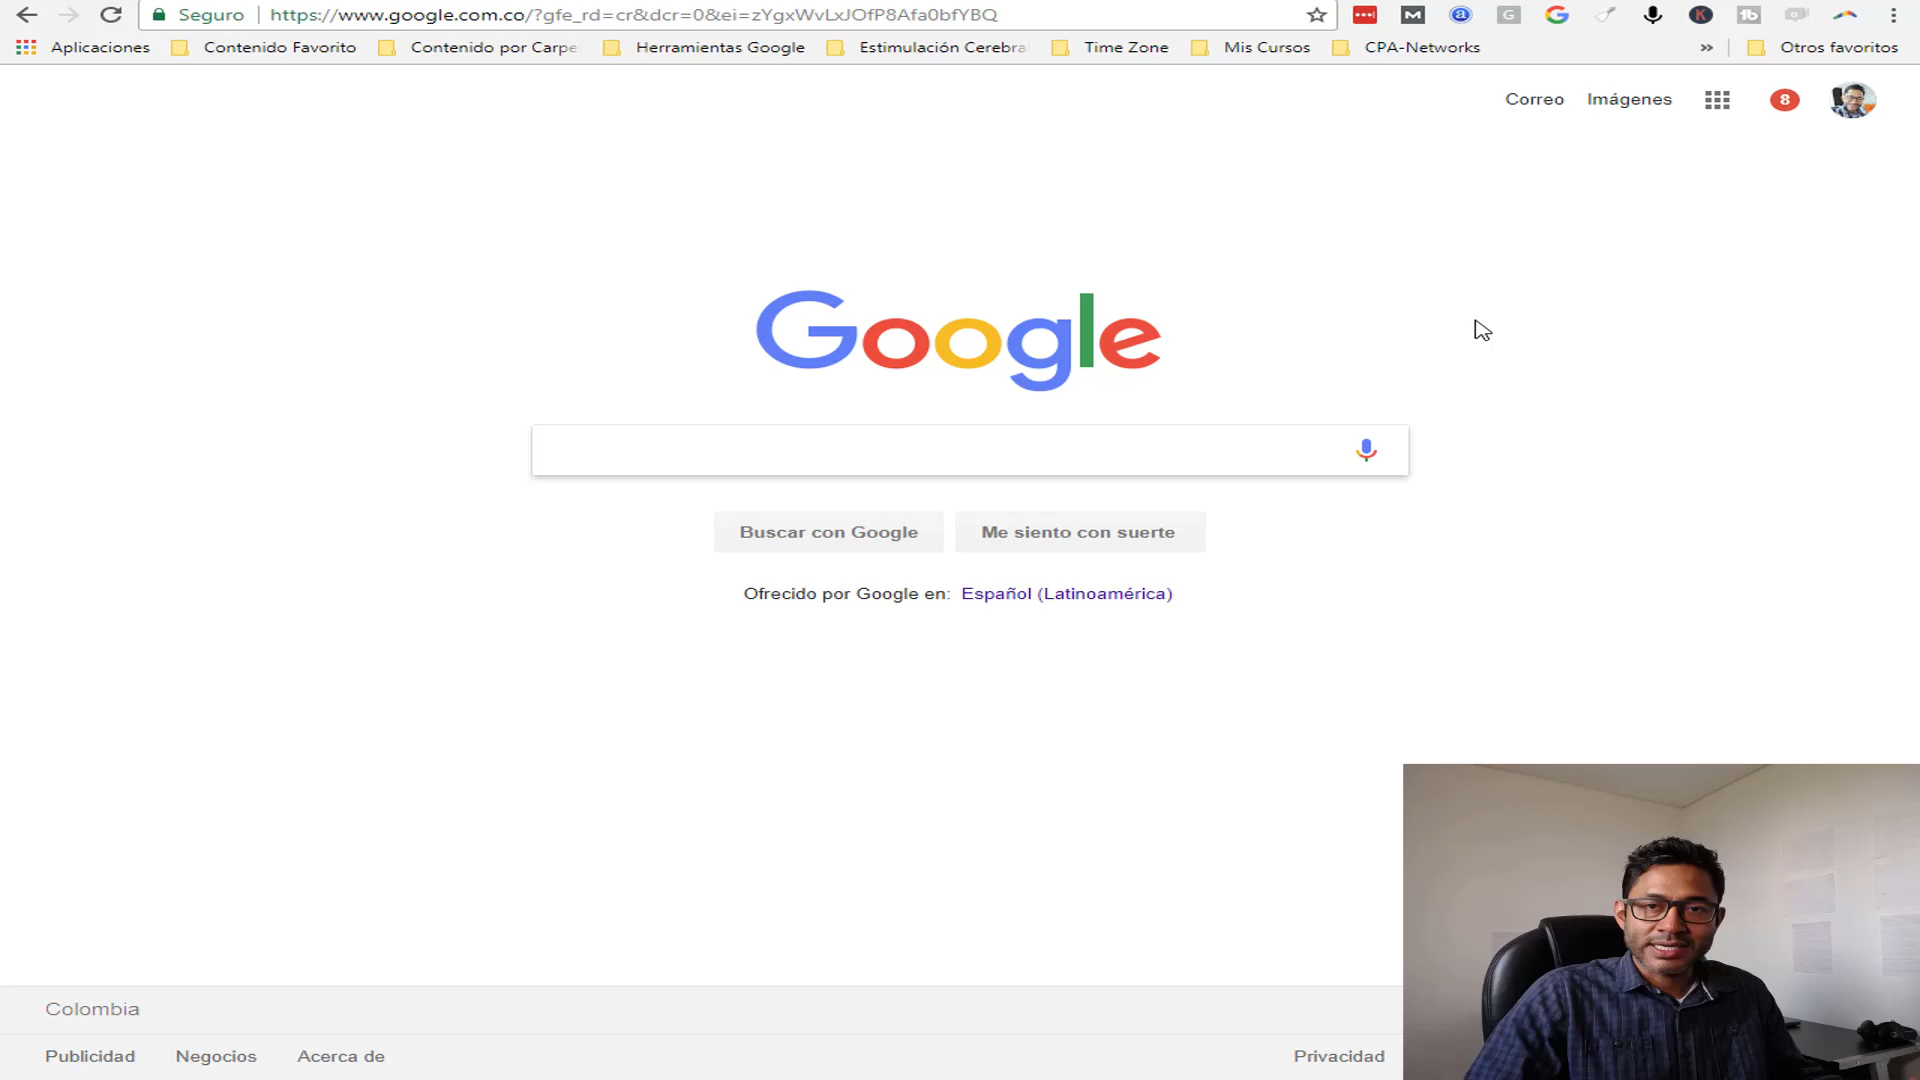 Seguro https://www.google.com.co/?gfe_rd=cr&dcr=0&ei=zYgxWvLxJOfP8Afa0bfYBQ
Aplicaciones Contenido Favorito Contenido por Carpe Herramientas Google Estimulación Cerebra Time Zone Mis Cursos CPA-Networks » Otros favoritos
Correo Imágenes 8
Google
Buscar con Google Me siento con suerte
Ofrecido por Google en: Español (Latinoamérica)
Colombia
Publicidad Negocios Acerca de Privacidad